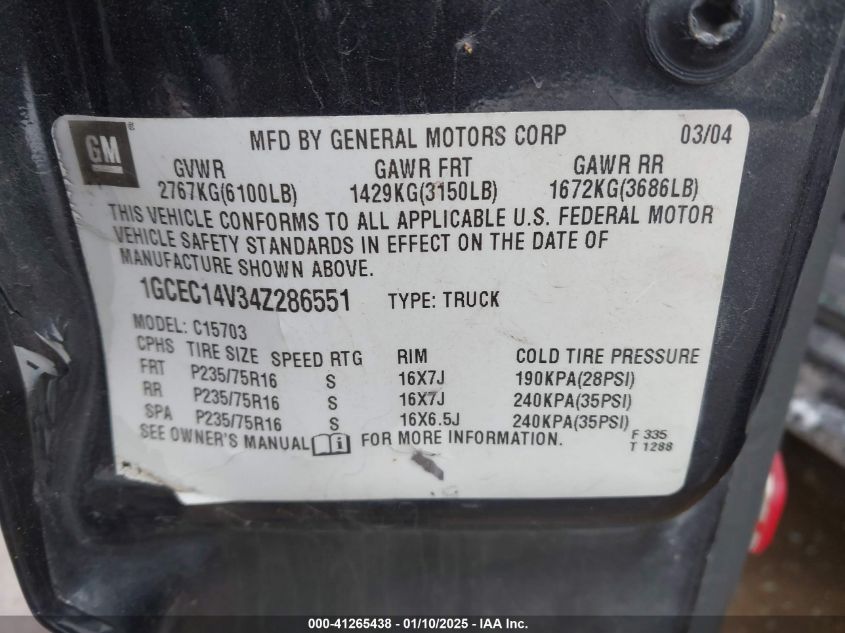 GM ®
MFD BY GENERAL MOTORS CORP 03/04
GVWR GAWR FRT GAWR RR
2767KG(6100LB) 1429KG(3150LB) 1672KG(3686LB)
THIS VEHICLE CONFORMS TO ALL APPLICABLE U.S. FEDERAL MOTOR
VEHICLE SAFETY STANDARDS IN EFFECT ON THE DATE OF
MANUFACTURE SHOWN ABOVE.
1GCEC14V34Z286551 TYPE: TRUCK
MODEL: C15703
CPHS TIRE SIZE SPEED RTG RIM COLD TIRE PRESSURE
FRT P235/75R16 S 16X7J 190KPA(28PSI)
RR P235/75R16 S 16X7J 240KPA(35PSI)
SPA P235/75R16 S 16X6.5J 240KPA(35PSI)
SEE OWNER'S MANUAL FOR MORE INFORMATION.
F 335
T 1288
000-41265438 - 01/10/2025 - IAA Inc.